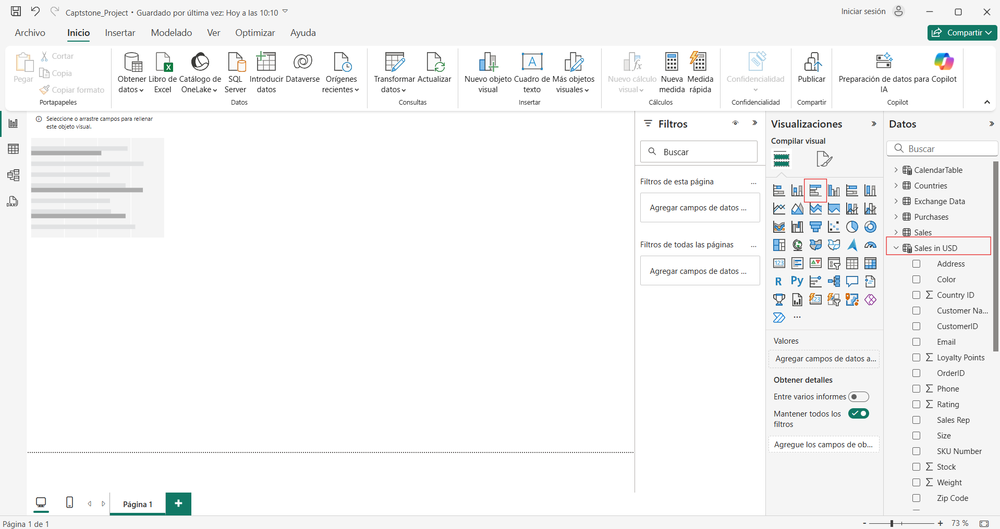 Captstone_Project • Guardado por última vez: Hoy a las 10:10
Iniciar sesión
Archivo
Inicio
Insertar
Modelado
Ver
Optimizar
Ayuda
Compartir
Pegar
Cortar
Copia
Copiar formato
Portapapeles
Obtener
datos
Libro de
Excel
Catálogo de
OneLake
SQL
Server
Introducir
datos
Dataverse
Orígenes
recientes
Datos
Transformar
datos
Actualizar
Consultas
Nuevo objeto
visual
A
Cuadro de
texto
Más objetos
visuales
Insertar
Nuevo cálculo
visual
Nueva
medida
Medida
rápida
Cálculos
Confidencialidad
Confidencialidad
Publicar
Compartir
Preparación de datos para
IA
Copilot
Copilot
DAX
Seleccione o arrastre campos para rellenar
este objeto visual.
Filtros
Buscar
Filtros de esta página
...
Agregar campos de datos ...
Filtros de todas las páginas
...
Agregar campos de datos ...
Visualizaciones
Compilar visual
123
R
Py
123
...
Valores
Agregar campos de datos a...
Obtener detalles
Entre varios informes
Mantener todos los
filtros
Agregue los campos de ob...
Datos
Buscar
CalendarTable
Countries
Exchange Data
Purchases
Sales
Sales in USD
Address
Color
∑ Country ID
Customer Na...
CustomerID
Email
∑ Loyalty Points
OrderID
∑ Phone
∑ Rating
Sales Rep
Size
SKU Number
∑ Stock
∑ Weight
Zip Code
Página 1
+
Página 1 de 1
- + 73 %